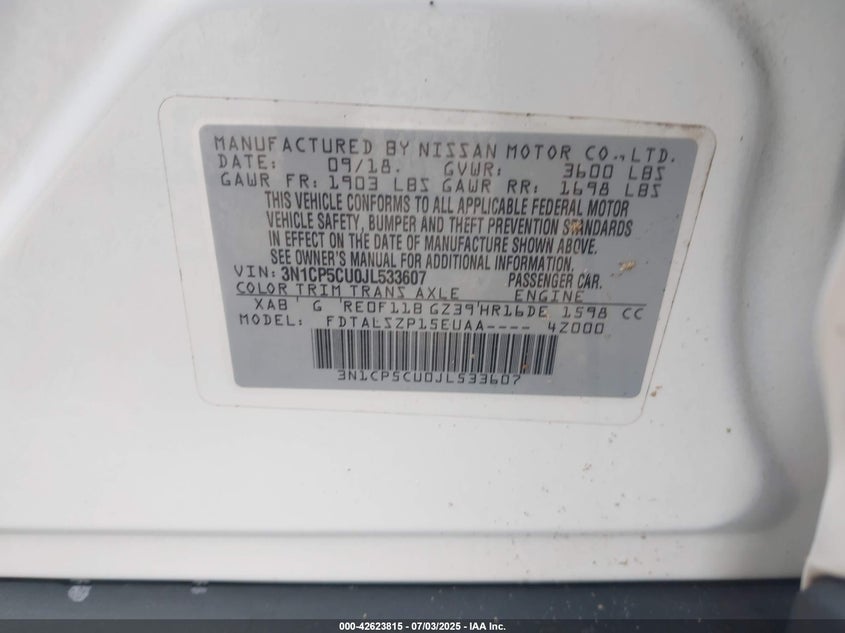 MANUFACTURED BY NISSAN MOTOR CO.,LTD.
DATE: 09/18. GVWR: 3600 LBS
GAWR FR: 1903 LBS GAWR RR: 1698 LBS
THIS VEHICLE CONFORMS TO ALL APPLICABLE FEDERAL MOTOR
VEHICLE SAFETY, BUMPER AND THEFT PREVENTION STANDARDS
IN EFFECT ON THE DATE OF MANUFACTURE SHOWN ABOVE.
SEE OWNER'S MANUAL FOR ADDITIONAL INFORMATION.
VIN: 3N1CP5CU0JL533607 PASSENGER CAR.
COLOR TRIM TRANS AXLE ENGINE
XAB ' G RE0F11B GZ39'HR16DE 1598 CC
MODEL: FDTALSZP15EUAA---- 4Z000
3N1CP5CU0JL533607
000-42623815 - 07/03/2025 - IAA Inc.